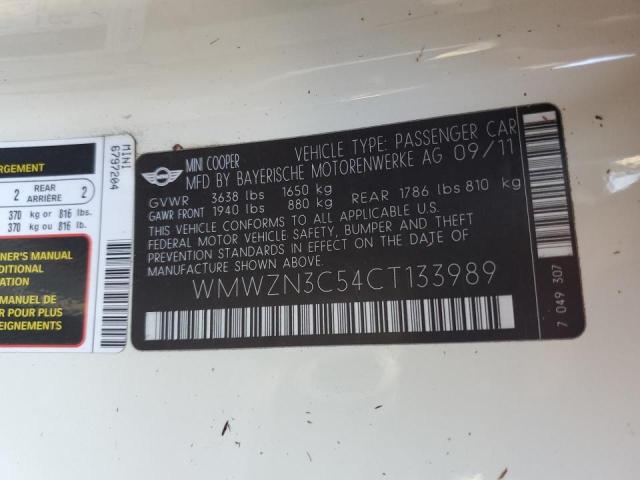 RGEMENT
2 REAR ARRIÈRE 2
370 kg or 816 lbs.
370 kg ou 816 lb.
NER'S MANUAL
DITIONAL
ATION
MANUEL DE
PLUS
SEIGNEMENTS
MINI
6797204
MINI COOPER VEHICLE TYPE: PASSENGER CAR
MFD BY BAYERISCHE MOTORENWERKE AG 09/11
GVWR 3638 lbs 1650 kg
GAWR FRONT 1940 lbs 880 kg REAR 1786 lbs 810 kg
THIS VEHICLE CONFORMS TO ALL APPLICABLE U.S.
FEDERAL MOTOR VEHICLE SAFETY, BUMPER AND THEFT
PREVENTION STANDARDS IN EFFECT ON THE DATE OF
MANUFACTURE SHOWN ABOVE.
WMWZN3C54CT133989
7 049 307